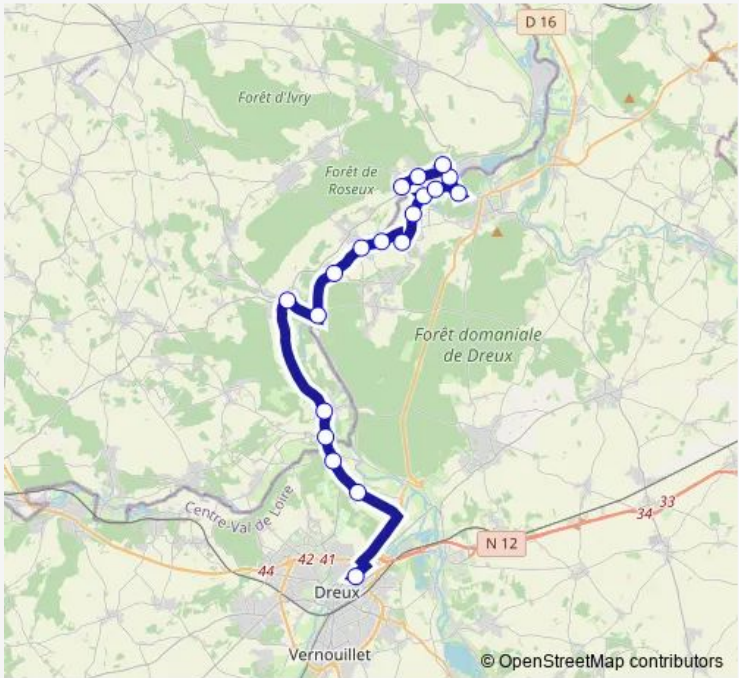 D 16
Forêt d'Ivry
Forêt de
Roseux
Forêt domaniale
de Dreux
Centre-Val de Loire
34 33
N 12
42 41
44
Dreux
Vernouillet
© OpenStreetMap contributors